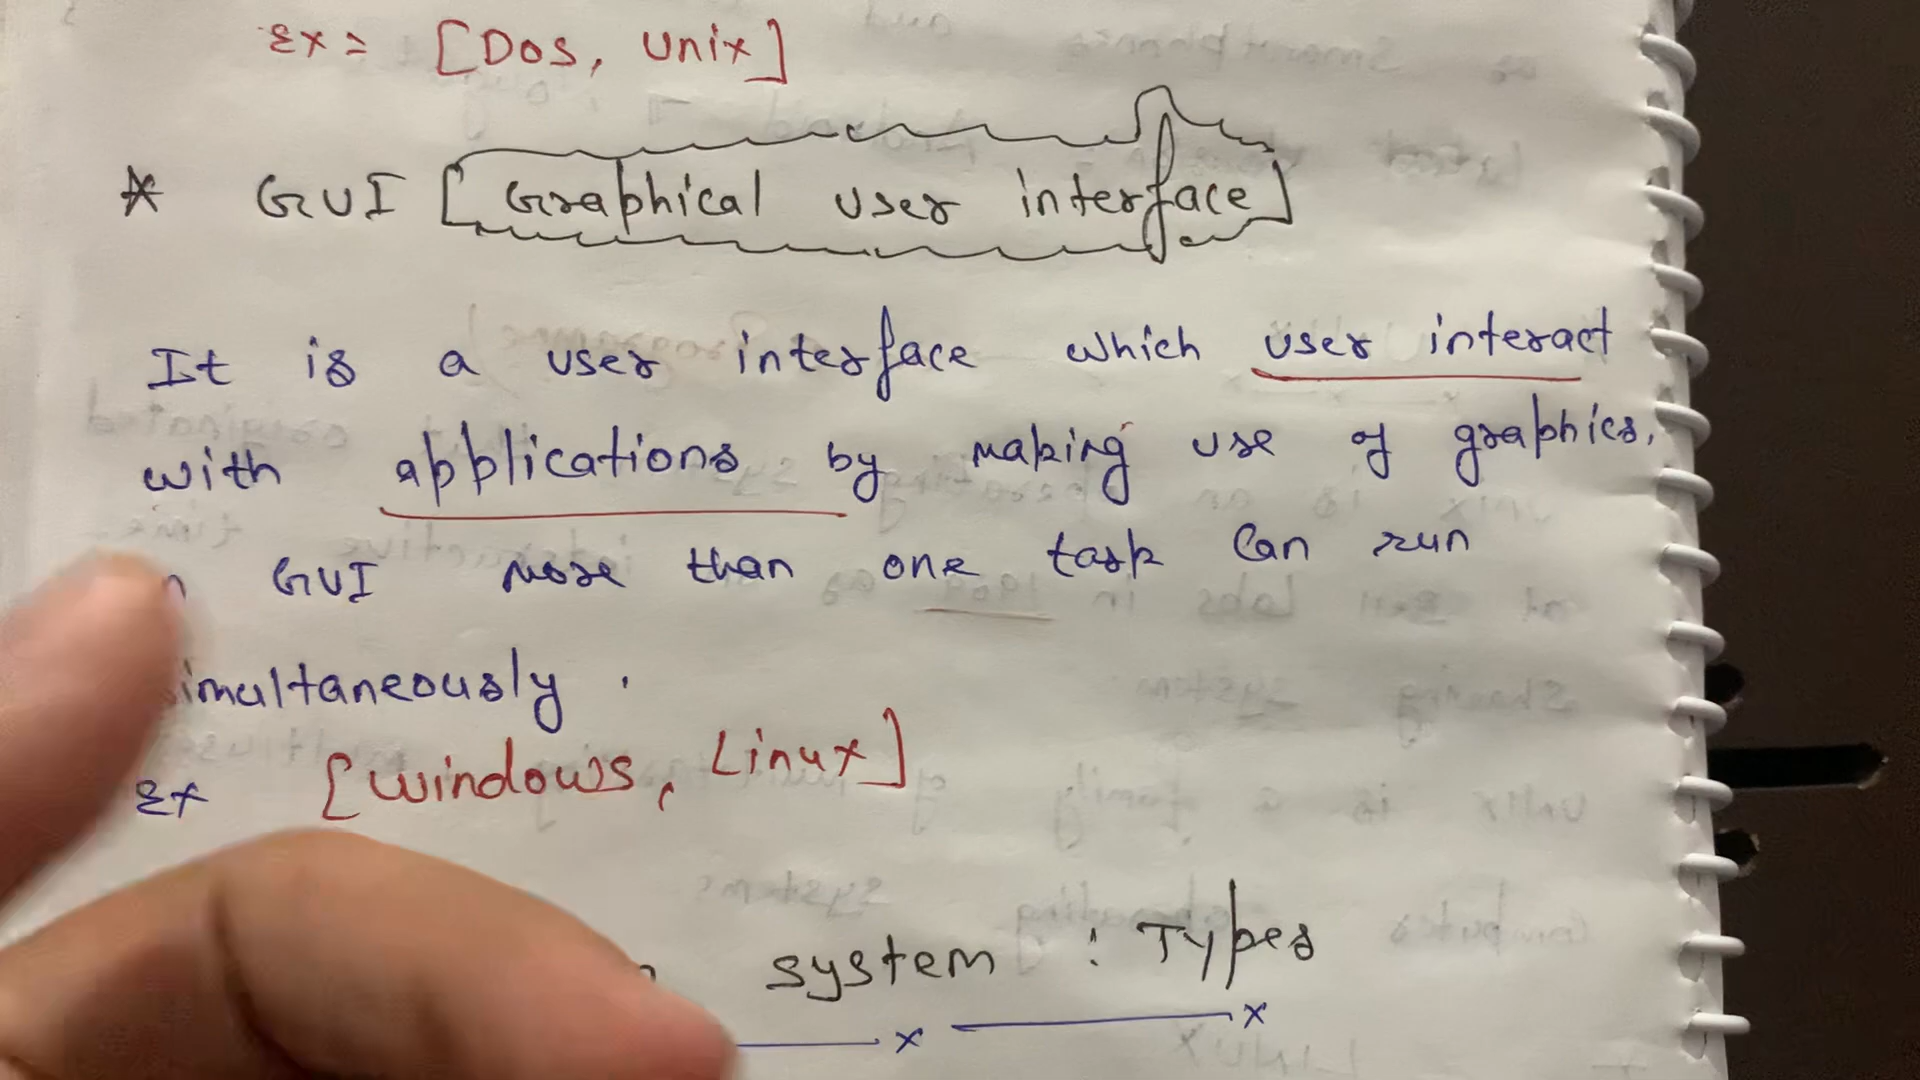 Ex = [DOS, Unix]
* GUI [Graphical user interface]
It is a user interface which user interact
with applications by making use of graphics.
GUI more than one task can run
imultaneously.
Ex [windows, Linux]
system : Types